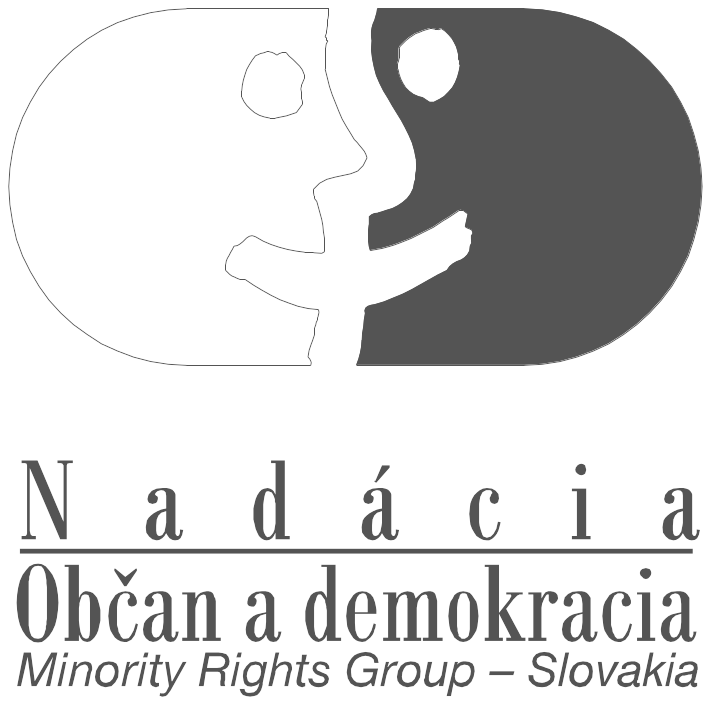 Nadácia
Občan a demokracia
Minority Rights Group – Slovakia